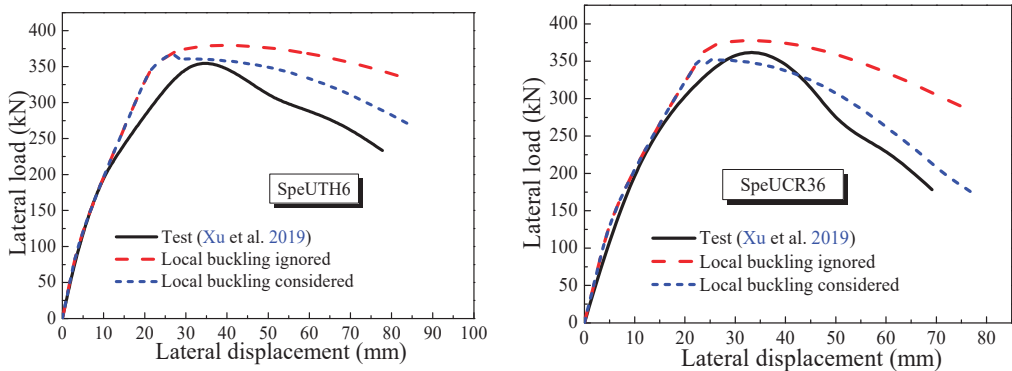 400
350
300
250
200
150
100
50
0
Lateral load (kN)
SpeUTH6
Test (Xu et al. 2019)
Local buckling ignored
Local buckling considered
0 10 20 30 40 50 60 70 80 90 100
Lateral displacement (mm)
400
350
300
250
200
150
100
50
0
Lateral load (kN)
SpeUCR36
Test (Xu et al. 2019)
Local buckling ignored
Local buckling considered
0 10 20 30 40 50 60 70 80
Lateral displacement (mm)